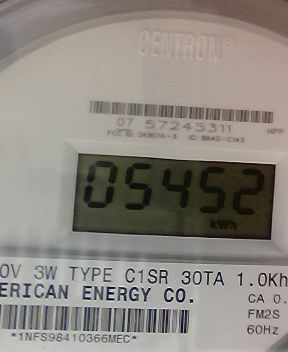 CENTRON®
07 57245311
HPP
05452
kWh
0V 3W TYPE C1SR 30TA 1.0Kh
ERICAN ENERGY CO.
CA 0.
FM2S
60Hz
*1NFS98410366MEC*